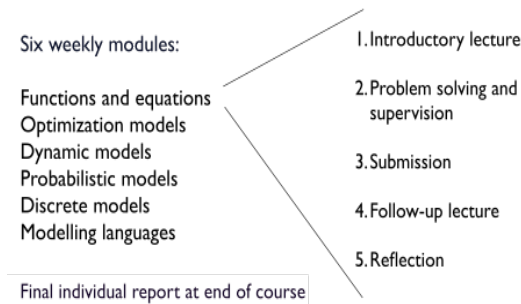 Six weekly modules:
Functions and equations
Optimization models
Dynamic models
Probabilistic models
Discrete models
Modelling languages
Final individual report at end of course
1. Introductory lecture
2. Problem solving and
supervision
3. Submission
4. Follow-up lecture
5. Reflection